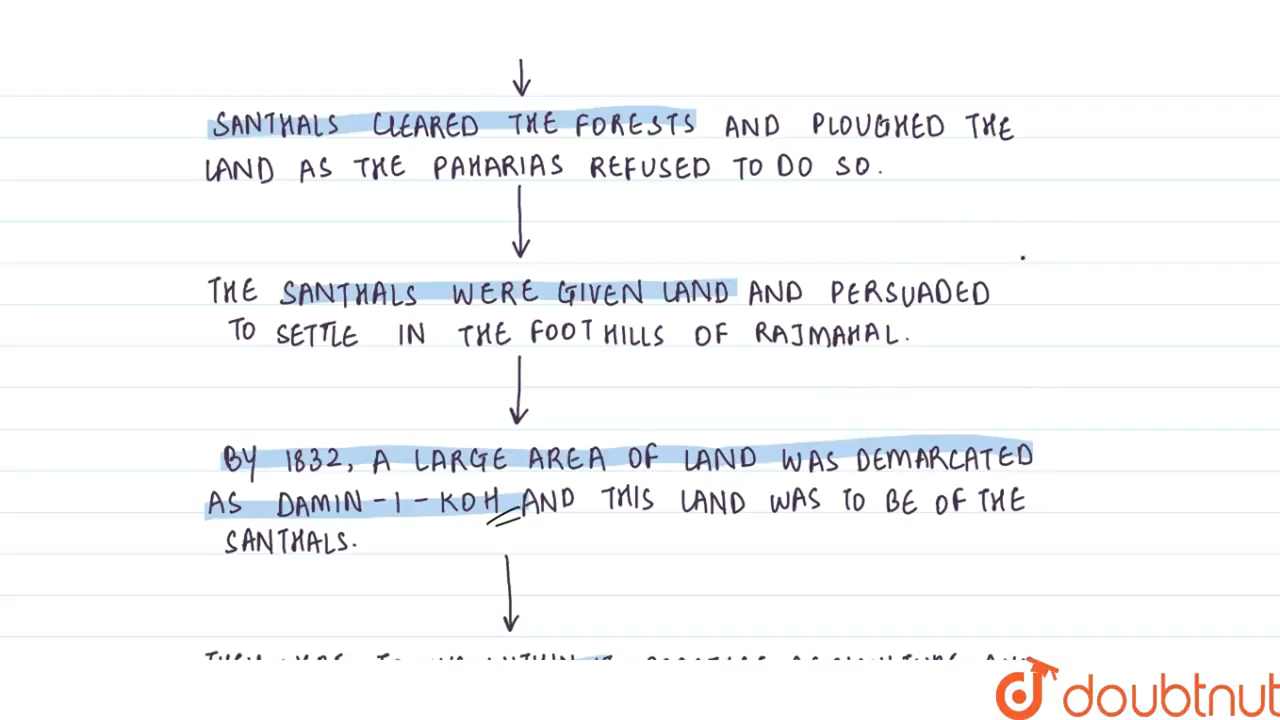 SANTHALS CLEARED THE FORESTS AND PLOUGHED THE
LAND AS THE PAHARIAS REFUSED TO DO SO.
THE SANTHALS WERE GIVEN LAND AND PERSUADED
TO SETTLE IN THE FOOTHILLS OF RAJMAHAL.
BY 1832, A LARGE AREA OF LAND WAS DEMARCATED
AS DAMIN-I-KOH AND THIS LAND WAS TO BE OF THE
SANTHALS.
doubtnut